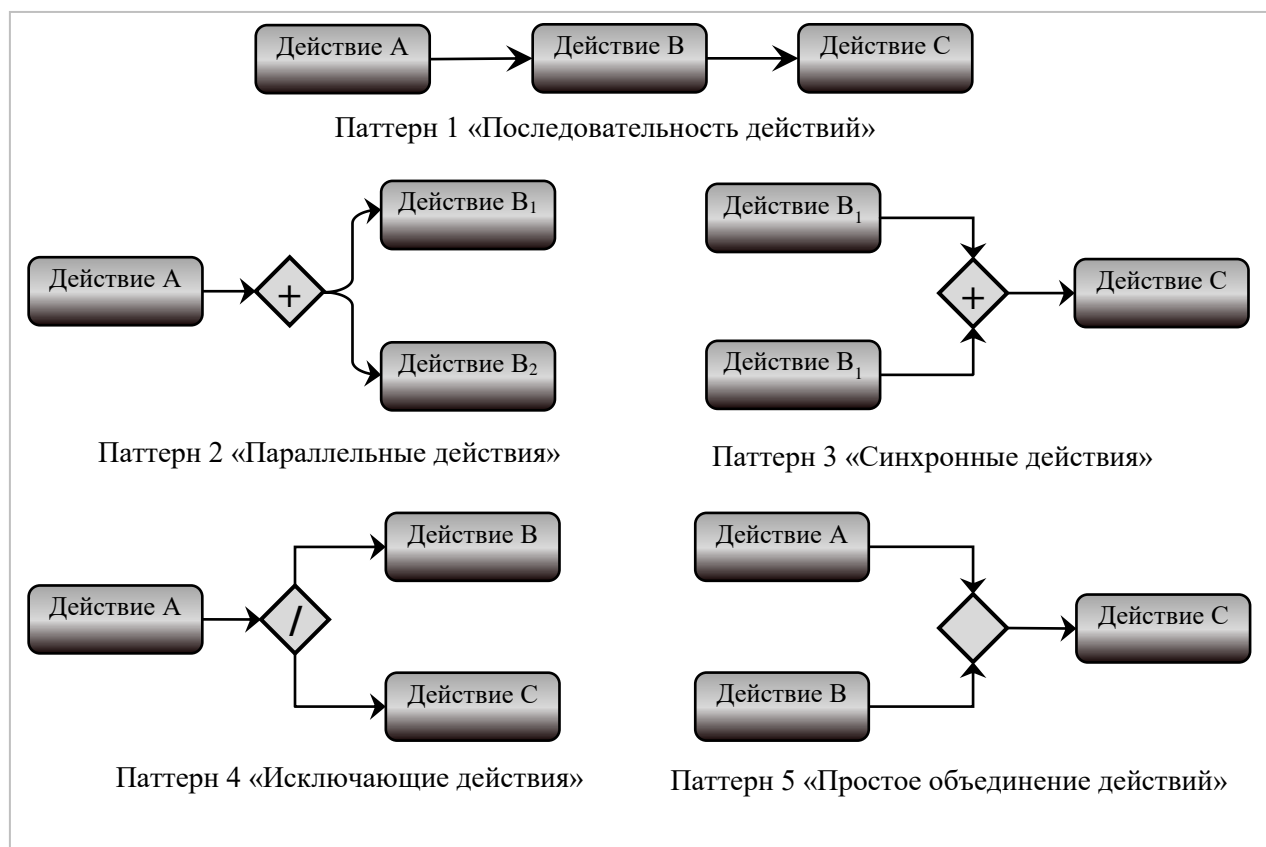 Действие A
Действие B
Действие C
Паттерн 1 «Последовательность действий»
Действие A
+
Действие B₁
Действие B₂
Паттерн 2 «Параллельные действия»
Действие B₁
Действие B₁
+
Действие C
Паттерн 3 «Синхронные действия»
Действие A
/
Действие B
Действие C
Паттерн 4 «Исключающие действия»
Действие A
Действие B
Действие C
Паттерн 5 «Простое объединение действий»